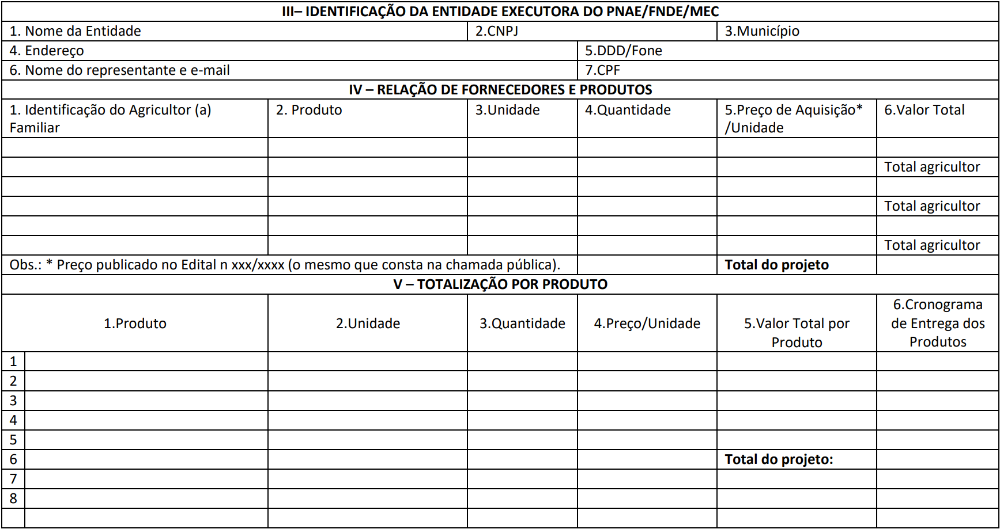 III– IDENTIFICAÇÃO DA ENTIDADE EXECUTORA DO PNAE/FNDE/MEC
1. Nome da Entidade 2.CNPJ 3.Município
4. Endereço 5.DDD/Fone
6. Nome do representante e e-mail 7.CPF
IV – RELAÇÃO DE FORNECEDORES E PRODUTOS
1. Identificação do Agricultor (a) 2. Produto 3.Unidade 4.Quantidade 5.Preço de Aquisição* 6.Valor Total
Familiar /Unidade
Total agricultor
Total agricultor
Total agricultor
Obs.: * Preço publicado no Edital n xxx/xxxx (o mesmo que consta na chamada pública). Total do projeto
V – TOTALIZAÇÃO POR PRODUTO
6.Cronograma
1.Produto 2.Unidade 3.Quantidade 4.Preço/Unidade 5.Valor Total por de Entrega dos
Produto Produtos
1
2
3
4
5
6 Total do projeto:
7
8